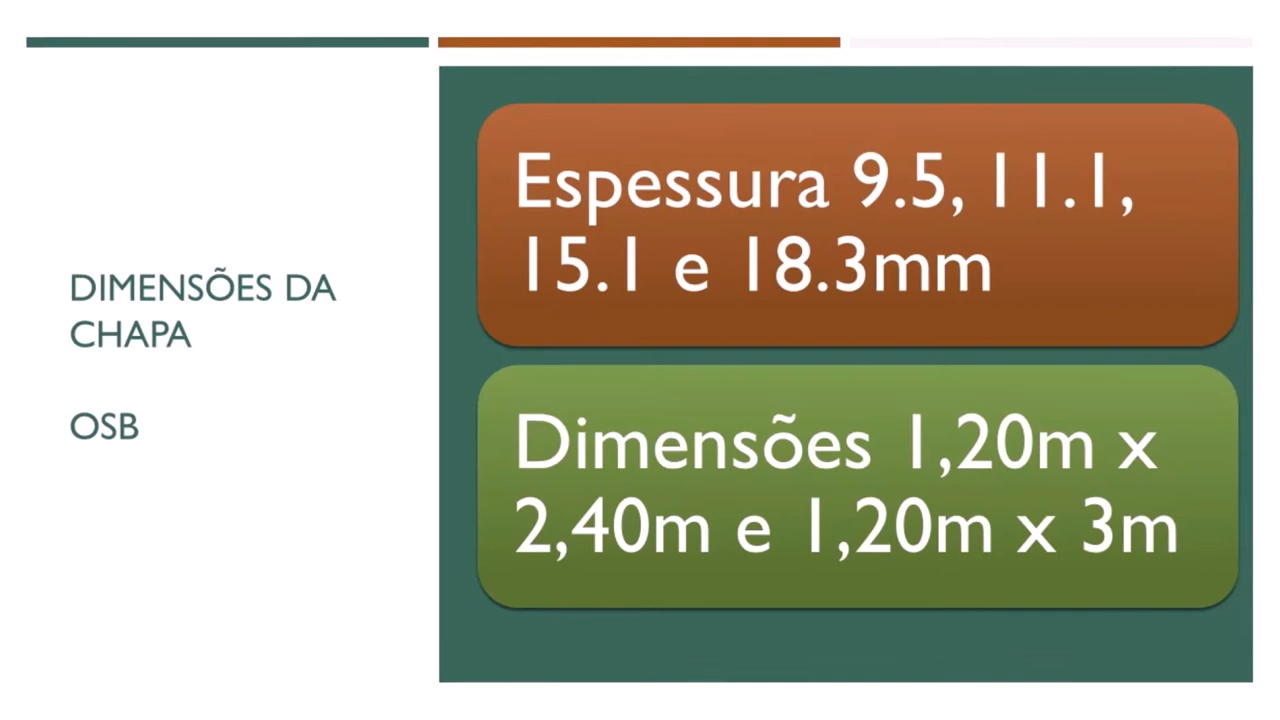 DIMENSÕES DA
CHAPA
OSB
Espessura 9.5, 11.1,
15.1 e 18.3mm
Dimensões 1,20m x
2,40m e 1,20m x 3m